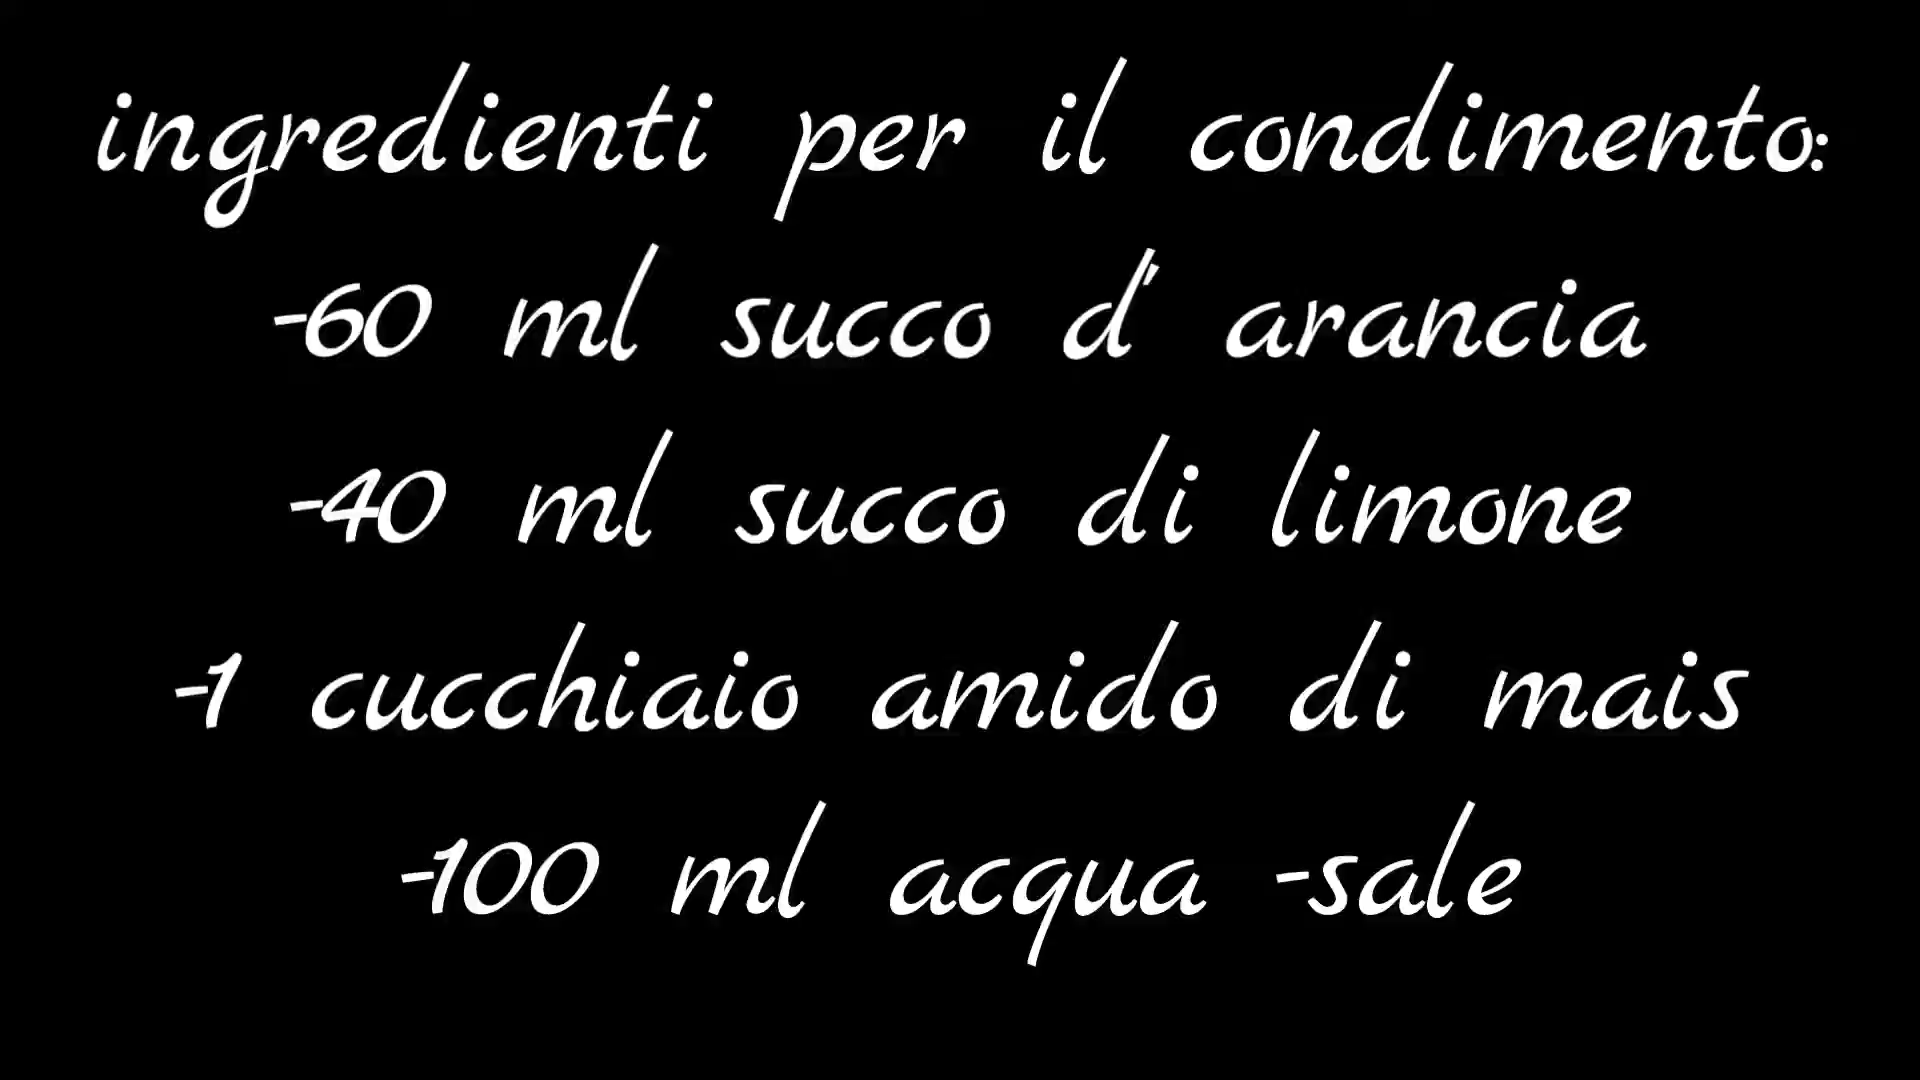 ingredienti per il condimento:
-60 ml succo d' arancia
-40 ml succo di limone
-1 cucchiaio amido di mais
-100 ml acqua -sale